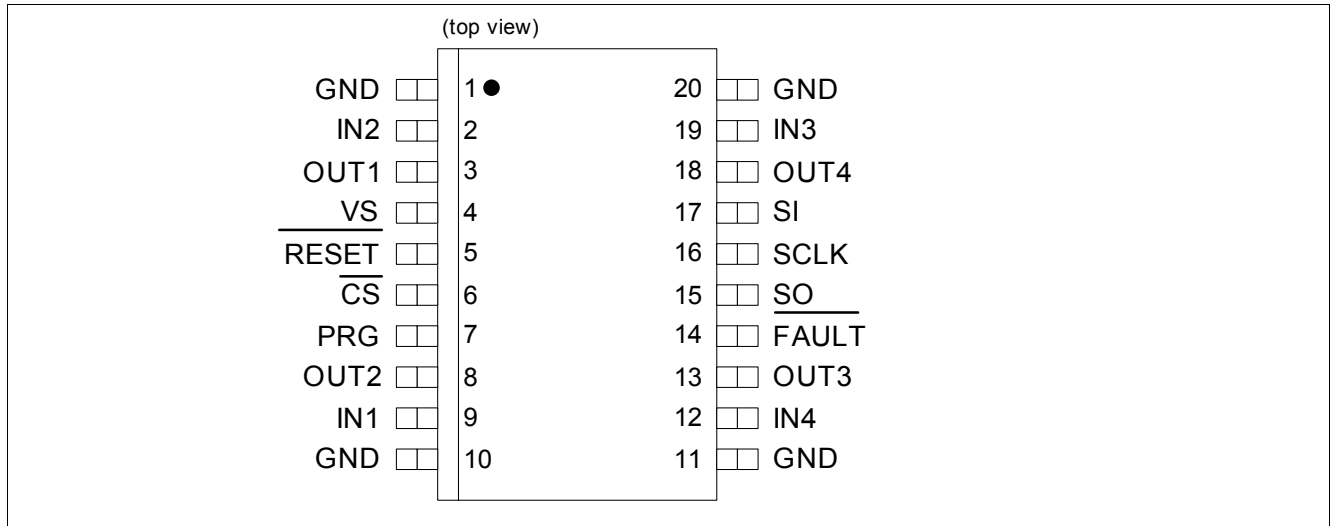 (top view)
GND 1 20 GND
IN2 2 19 IN3
OUT1 3 18 OUT4
VS 4 17 SI
RESET 5 16 SCLK
CS 6 15 SO
PRG 7 14 FAULT
OUT2 8 13 OUT3
IN1 9 12 IN4
GND 10 11 GND